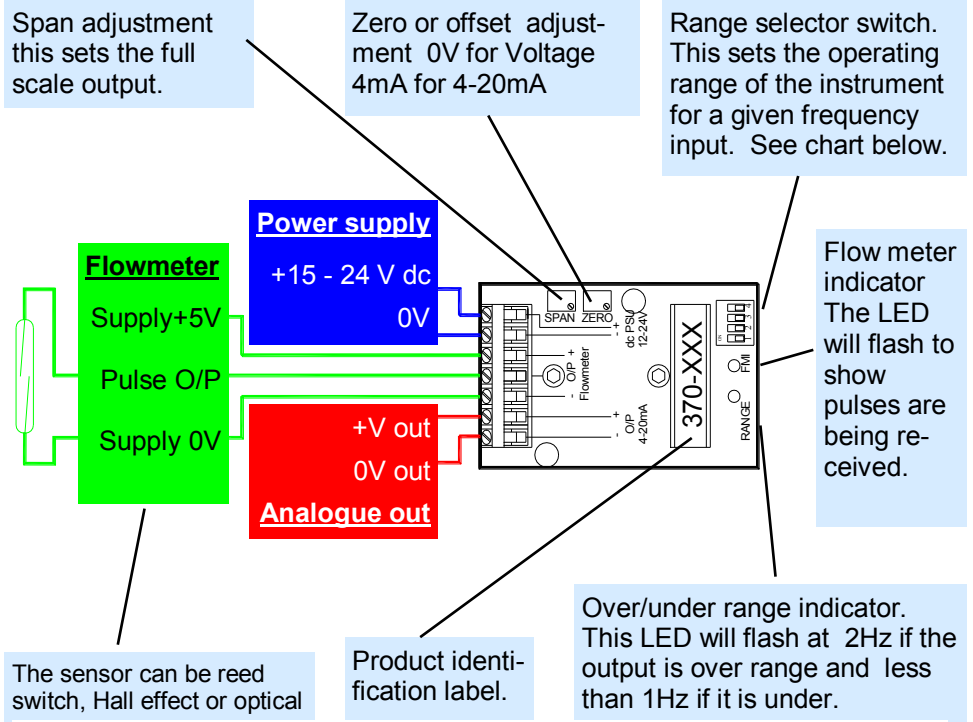 Span adjustment
this sets the full
scale output.
Zero or offset adjust-
ment 0V for Voltage
4mA for 4-20mA
Range selector switch.
This sets the operating
range of the instrument
for a given frequency
input. See chart below.
Power supply
+15 - 24 V dc
0V
Flowmeter
Supply+5V
Pulse O/P
Supply 0V
+V out
0V out
Analogue out
SPAN ZERO
- +
dc PSU
12-24V
- O/P +
Flowmeter
- +
O/P
4-20mA
370-XXX
ON
1 2 3 4
FMI
RANGE
Flow meter
indicator
The LED
will flash to
show
pulses are
being re-
ceived.
The sensor can be reed
switch, Hall effect or optical
Product identi-
fication label.
Over/under range indicator.
This LED will flash at 2Hz if the
output is over range and less
than 1Hz if it is under.